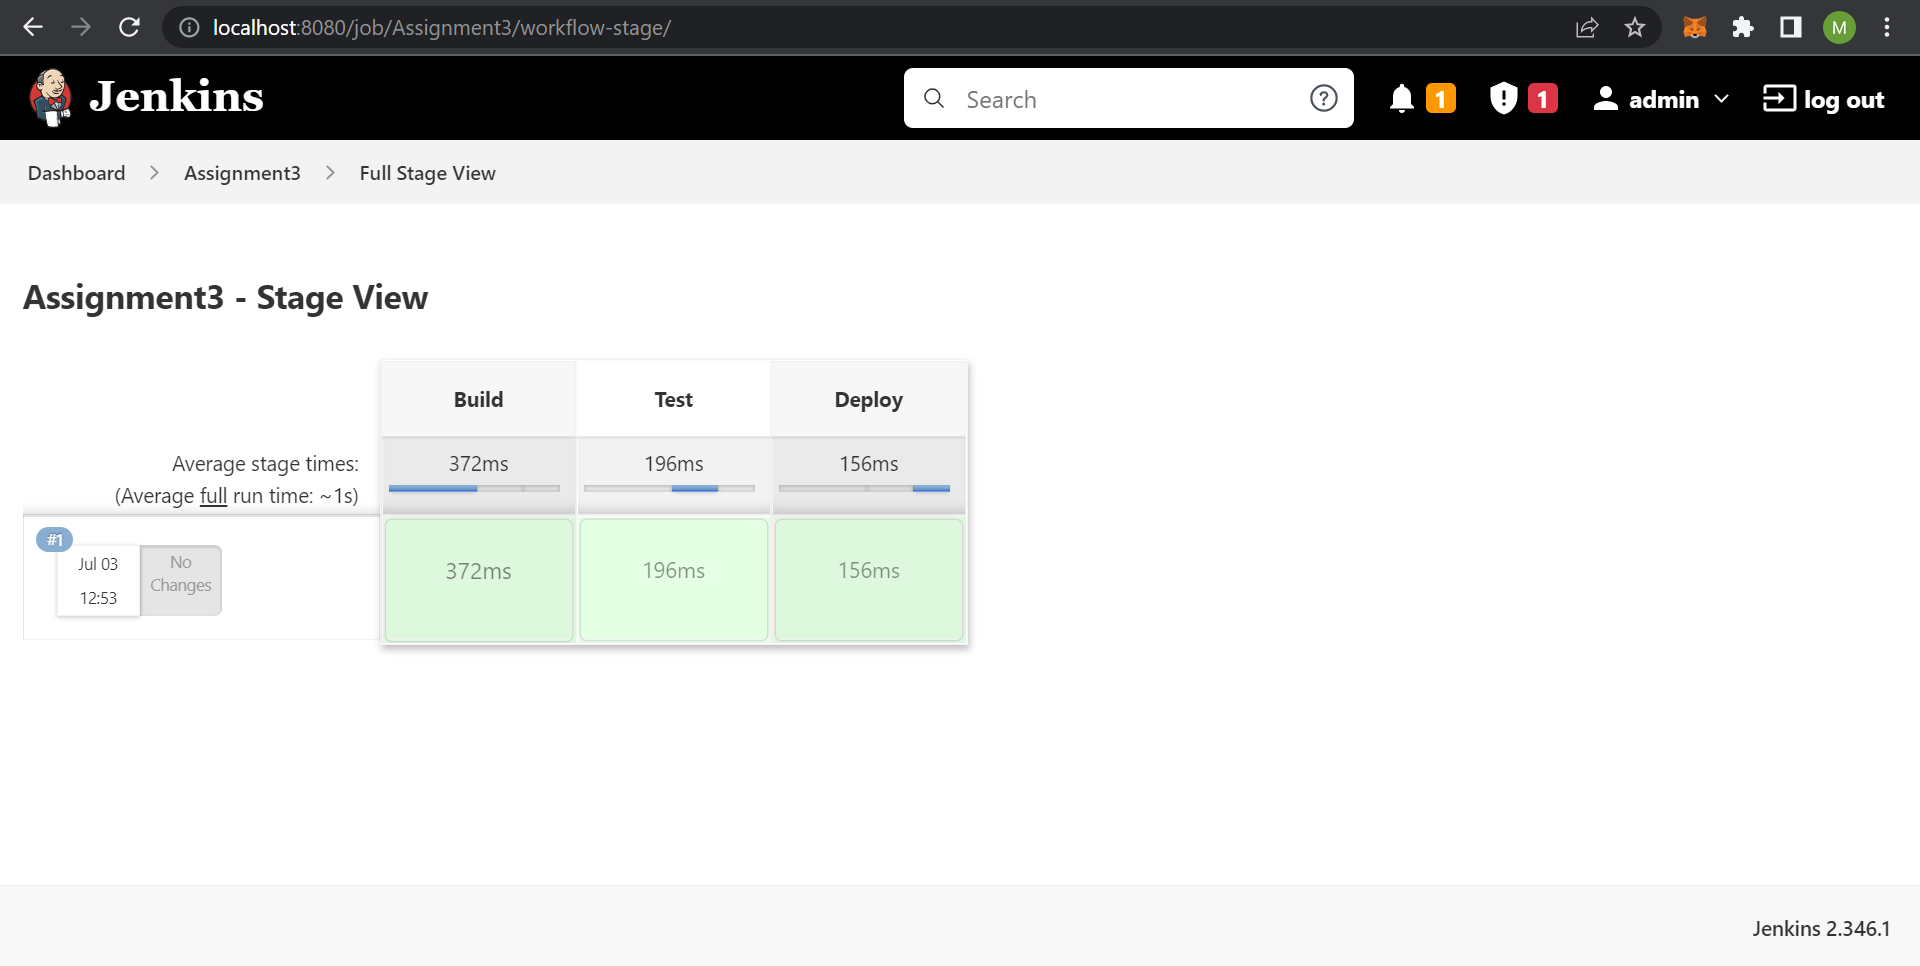 localhost:8080/job/Assignment3/workflow-stage/
M
Jenkins
Search
1
1
admin
log out
Dashboard
Assignment3
Full Stage View
Assignment3 - Stage View
Build
Test
Deploy
Average stage times:
372ms
196ms
156ms
(Average full run time: ~1s)
#1
Jul 03
12:53
No
Changes
372ms
196ms
156ms
Jenkins 2.346.1